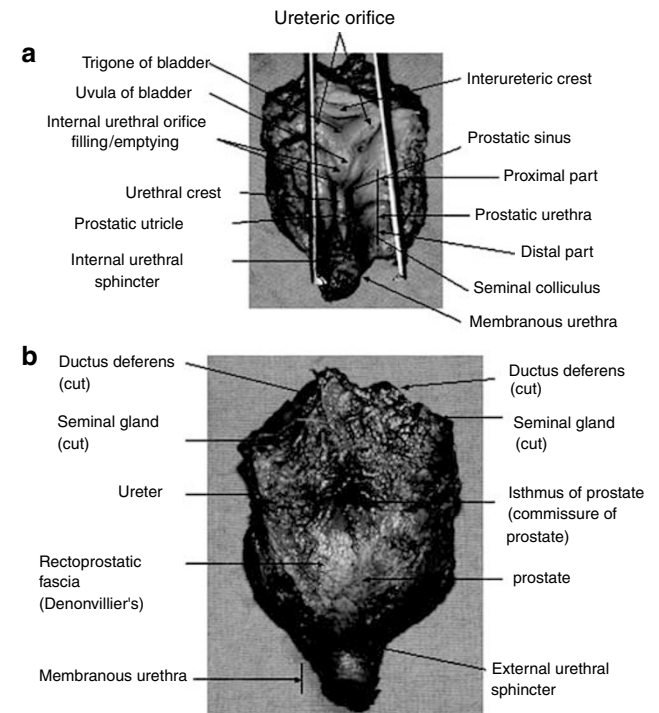 Ureteric orifice
a
Trigone of bladder
Uvula of bladder
Internal urethral orifice
filling/emptying
Urethral crest
Prostatic utricle
Internal urethral
sphincter
Interureteric crest
Prostatic sinus
Proximal part
Prostatic urethra
Distal part
Seminal colliculus
Membranous urethra
b
Ductus deferens
(cut)
Seminal gland
(cut)
Ureter
Rectoprostatic
fascia
(Denonvillier's)
Membranous urethra
Ductus deferens
(cut)
Seminal gland
(cut)
Isthmus of prostate
(commissure of
prostate)
prostate
External urethral
sphincter